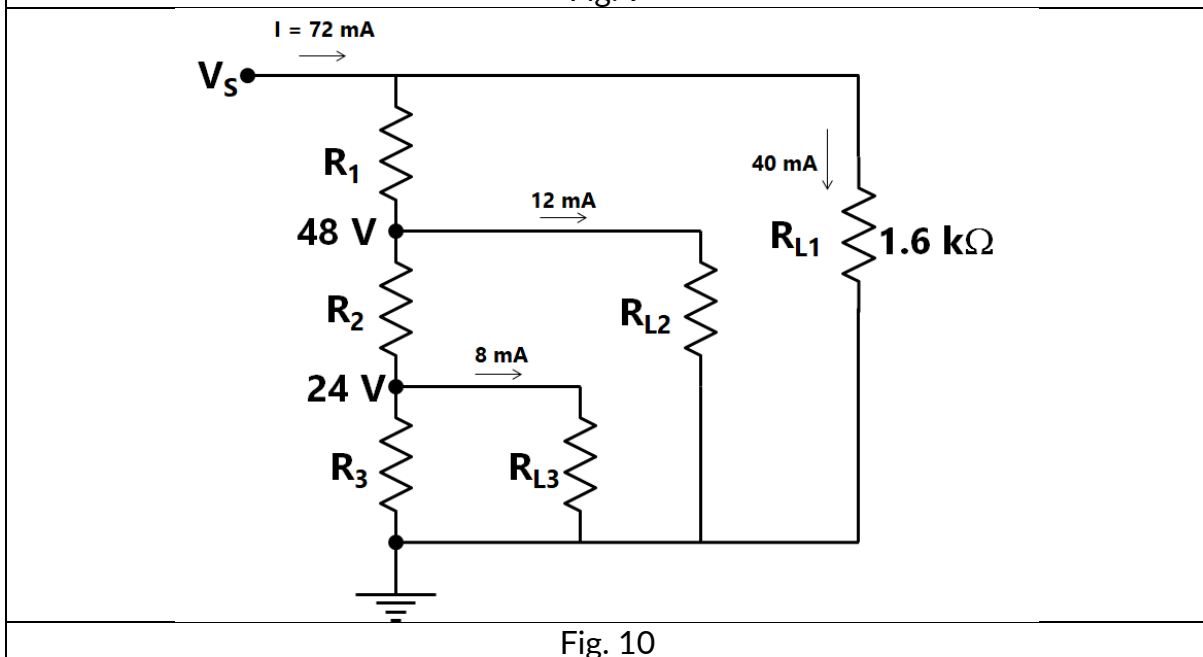 I = 72 mA
VS
R1
40 mA
12 mA
48 V
RL1
1.6 kΩ
R2
RL2
8 mA
24 V
R3
RL3
Fig. 10